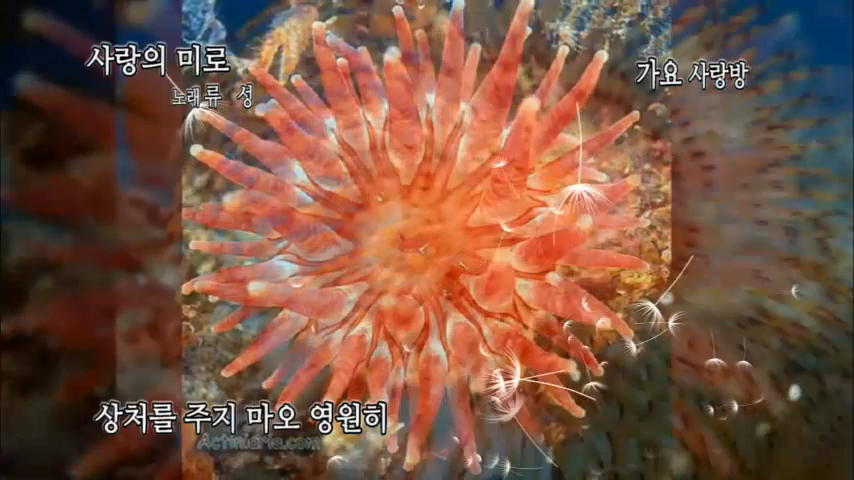 사랑의 미로
노래 류 성
가요 사랑방
상처를 주지 마오 영원히
Actiniaria.com